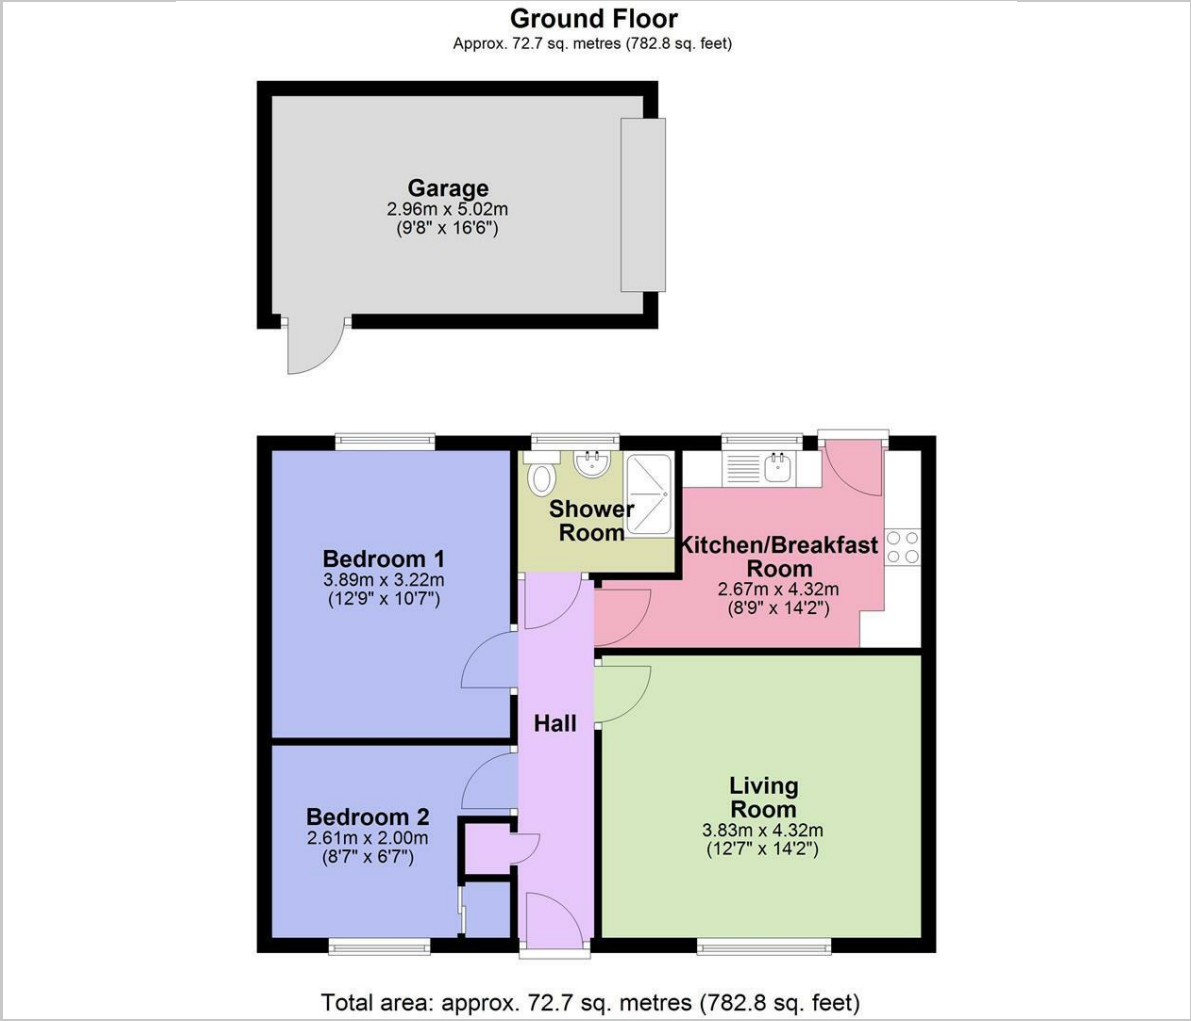 Ground Floor
Approx. 72.7 sq. metres (782.8 sq. feet)
Garage
2.96m x 5.02m
(9'8" x 16'6")
Shower
Room
Kitchen/Breakfast
Room
2.67m x 4.32m
(8'9" x 14'2")
Bedroom 1
3.89m x 3.22m
(12'9" x 10'7")
Hall
Living
Room
3.83m x 4.32m
(12'7" x 14'2")
Bedroom 2
2.61m x 2.00m
(8'7" x 6'7")
Total area: approx. 72.7 sq. metres (782.8 sq. feet)